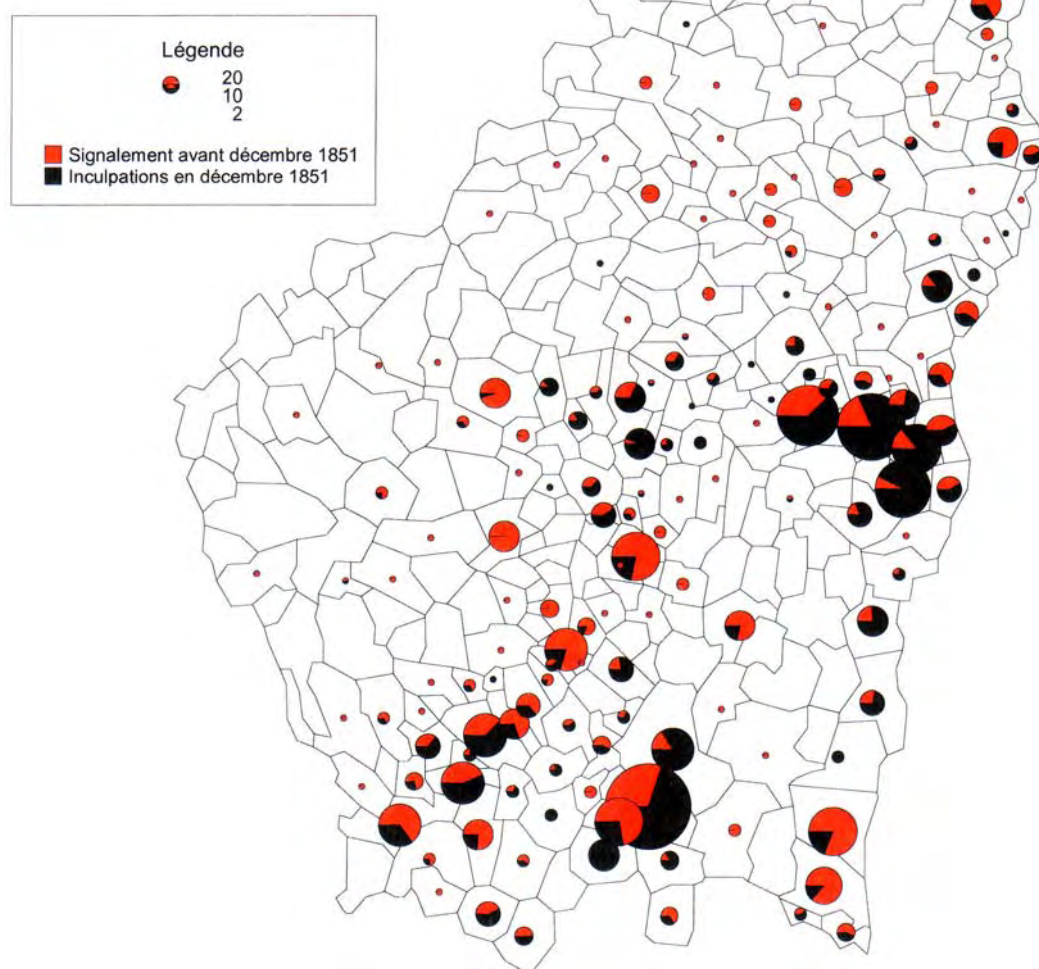 Légende
20
10
2
Signalement avant décembre 1851
Inculpations en décembre 1851